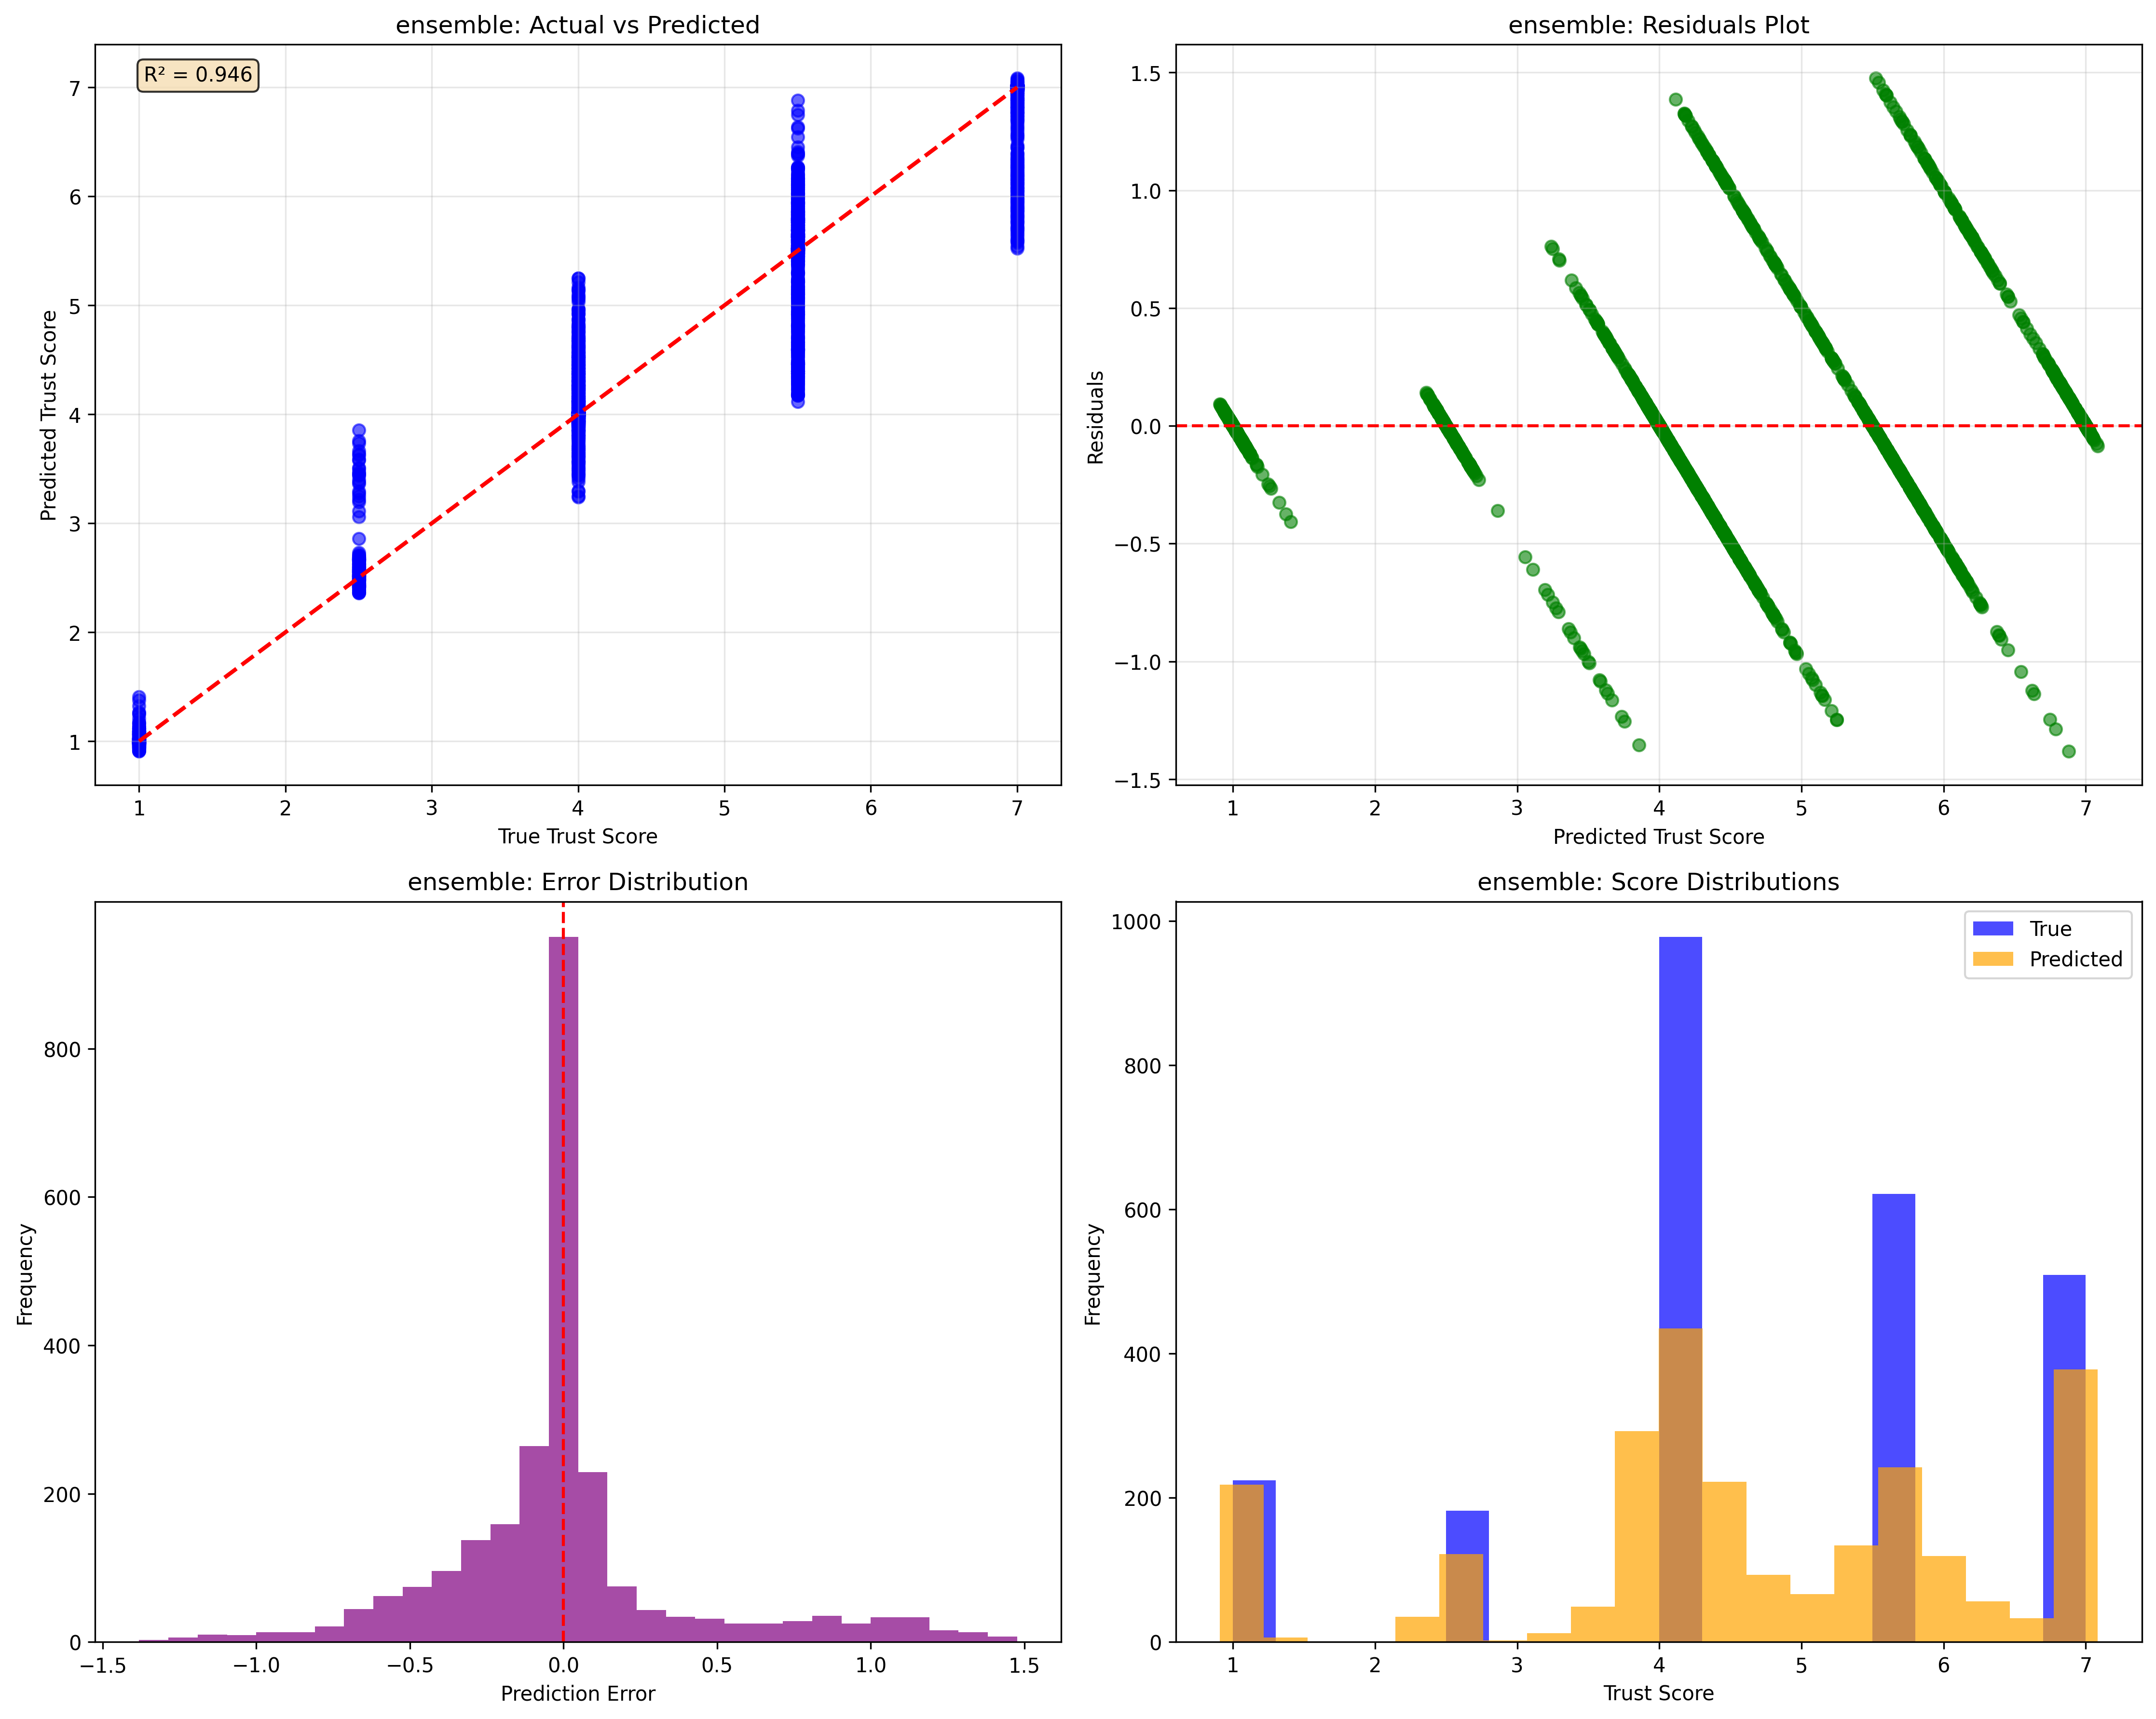 ensemble: Actual vs Predicted
R² = 0.946
7
6
5
4
3
2
1
Predicted Trust Score
1 2 3 4 5 6 7
True Trust Score
ensemble: Residuals Plot
1.5
1.0
0.5
0.0
−0.5
−1.0
−1.5
Residuals
1 2 3 4 5 6 7
Predicted Trust Score
ensemble: Error Distribution
800
600
400
200
0
Frequency
−1.5 −1.0 −0.5 0.0 0.5 1.0 1.5
Prediction Error
ensemble: Score Distributions
True
Predicted
1000
800
600
400
200
0
Frequency
1 2 3 4 5 6 7
Trust Score